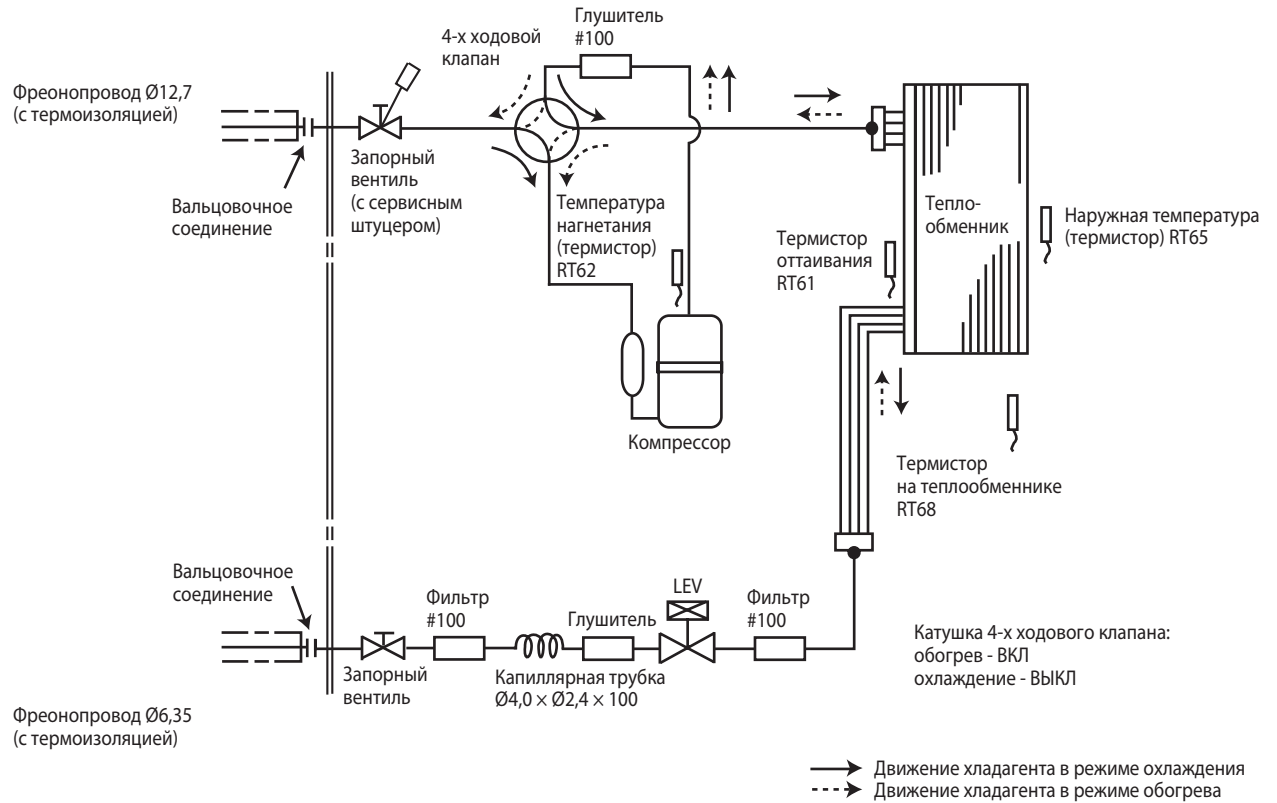 Глушитель
#100
4-х ходовой
клапан
Фреонопровод Ø12,7
(с термоизоляцией)
Вальцовочное
соединение
Запорный
вентиль
(с сервисным
штуцером)
Температура
нагнетания
(термистор)
RT62
Термистор
оттаивания
RT61
Тепло-
обменник
Наружная температура
(термистор) RT65
Компрессор
Термистор
на теплообменнике
RT68
Вальцовочное
соединение
Фильтр
#100
Глушитель
LEV
Фильтр
#100
Запорный
вентиль
Капиллярная трубка
Ø4,0 × Ø2,4 × 100
Катушка 4-х ходового клапана:
обогрев - ВКЛ
охлаждение - ВЫКЛ
Фреонопровод Ø6,35
(с термоизоляцией)
Движение хладагента в режиме охлаждения
Движение хладагента в режиме обогрева